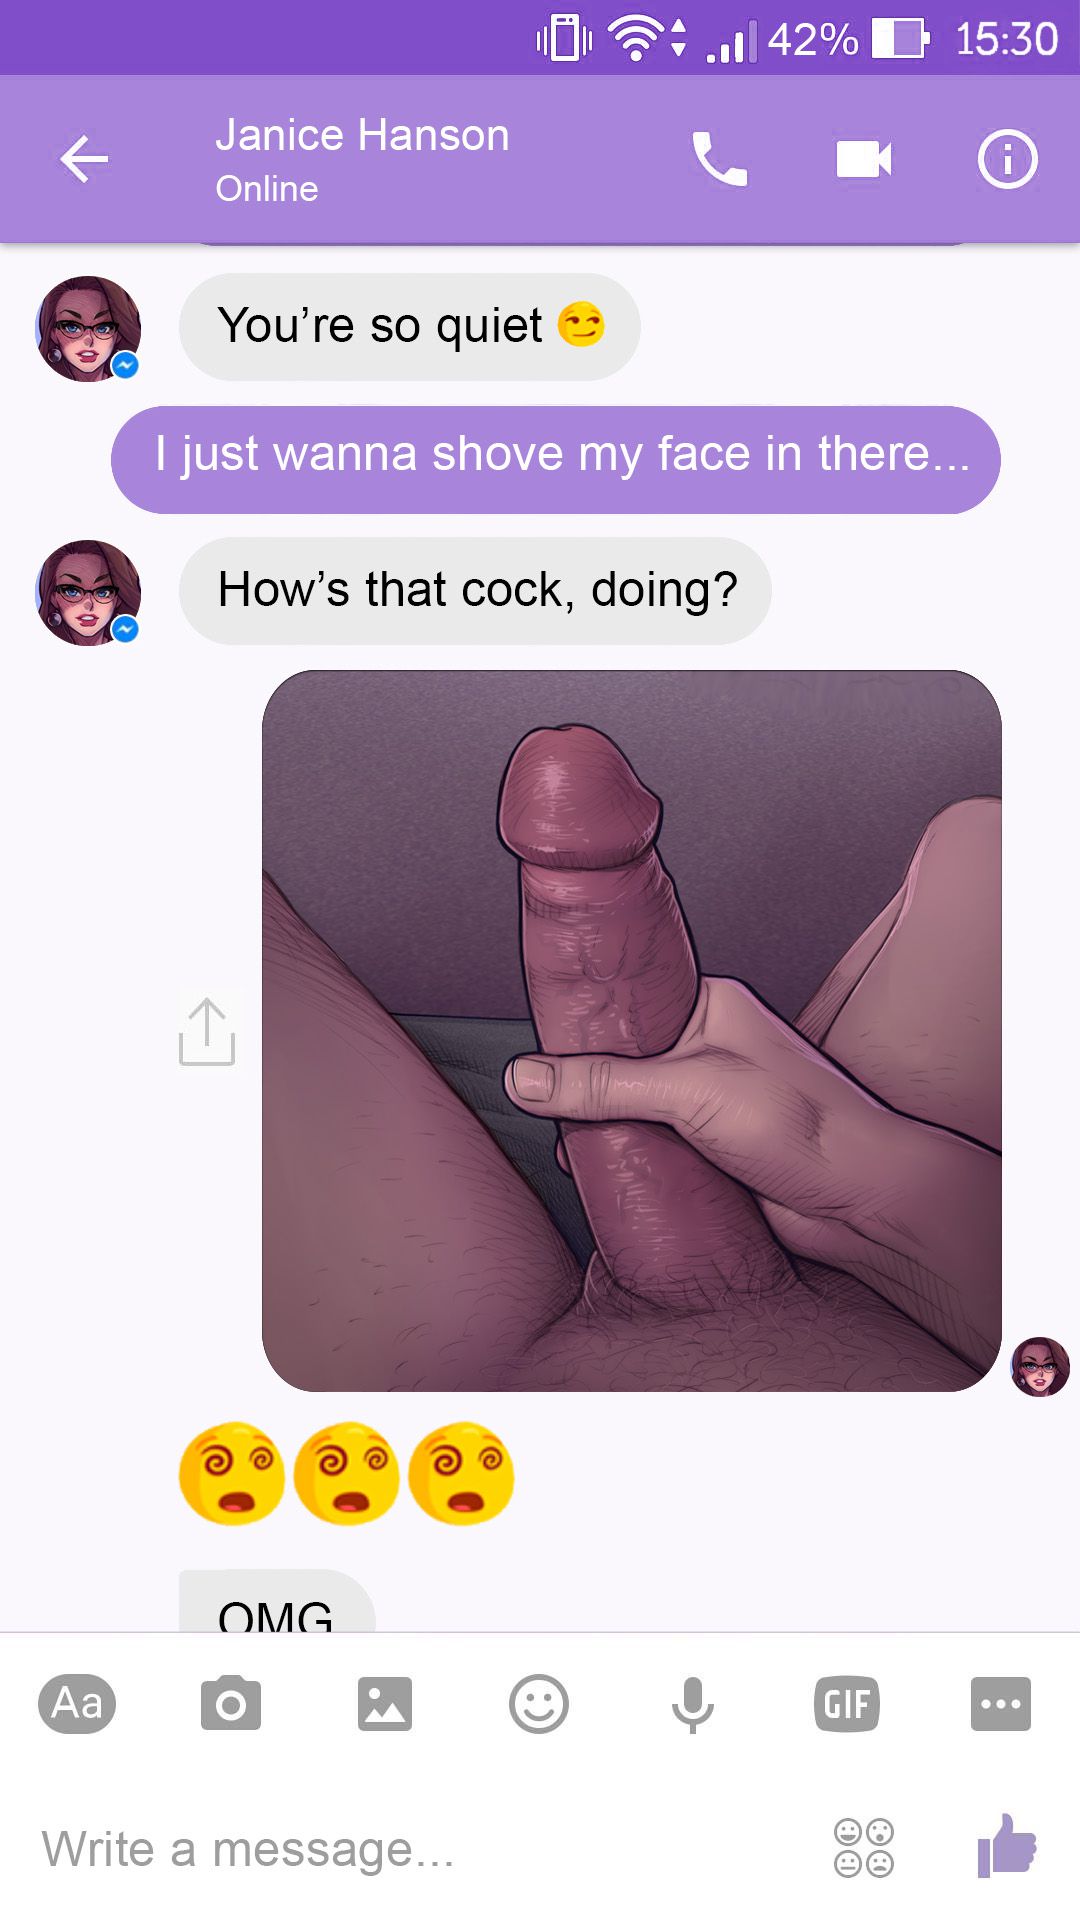 42% 15:30
Janice Hanson
Online
You're so quiet
I just wanna shove my face in there...
How's that cock, doing?
OMG
Aa
GIF
Write a message...